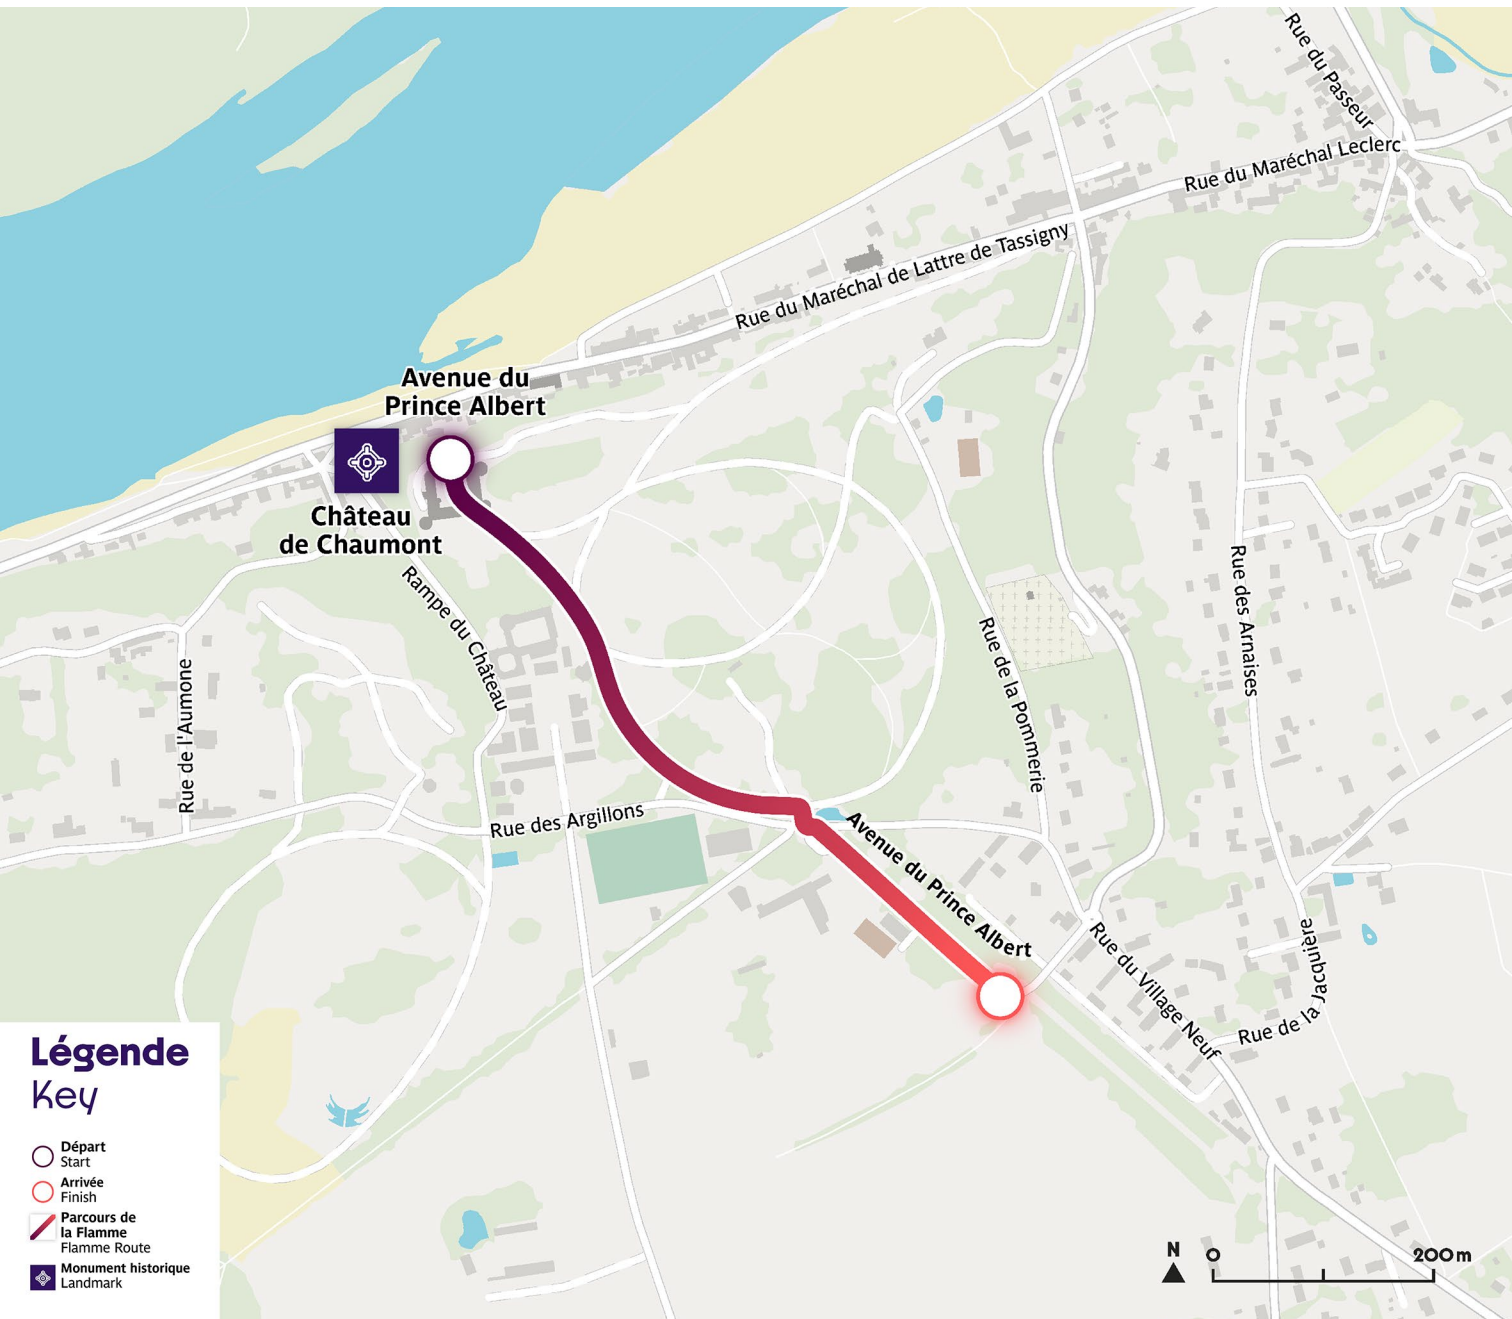 Rue du Passeur
Rue du Maréchal Leclerc
Rue du Maréchal de Lattre de Tassigny
Avenue du
Prince Albert
Château
de Chaumont
Rampe du Château
Rue des Arnaises
Rue de la Pommerie
Rue de l'Aumone
Rue des Argillons
Avenue du Prince Albert
Rue du Village Neuf
Rue de la Jacquière
Légende
Key
Départ
Start
Arrivée
Finish
Parcours de
la Flamme
Flamme Route
Monument historique
Landmark
N 0 200 m